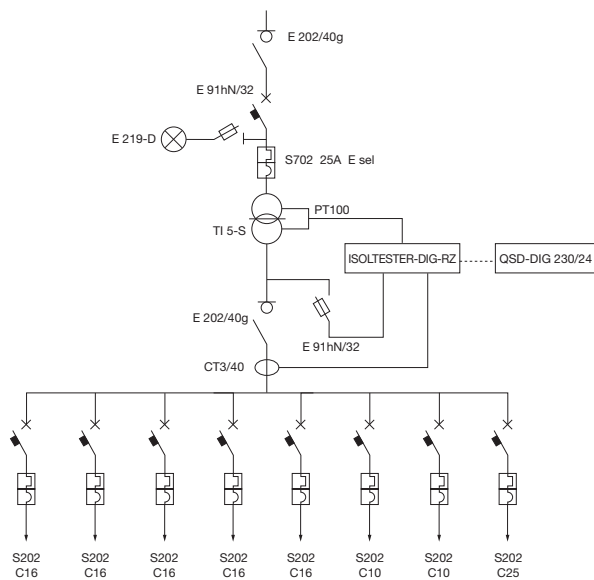 E 202/40g
E 91hN/32
E 219-D
S702 25A E sel
PT100
TI 5-S
ISOLTESTER-DIG-RZ
QSD-DIG 230/24
E 202/40g
E 91hN/32
CT3/40
S202 S202 S202 S202 S202 S202 S202 S202
C16 C16 C16 C16 C16 C10 C10 C25